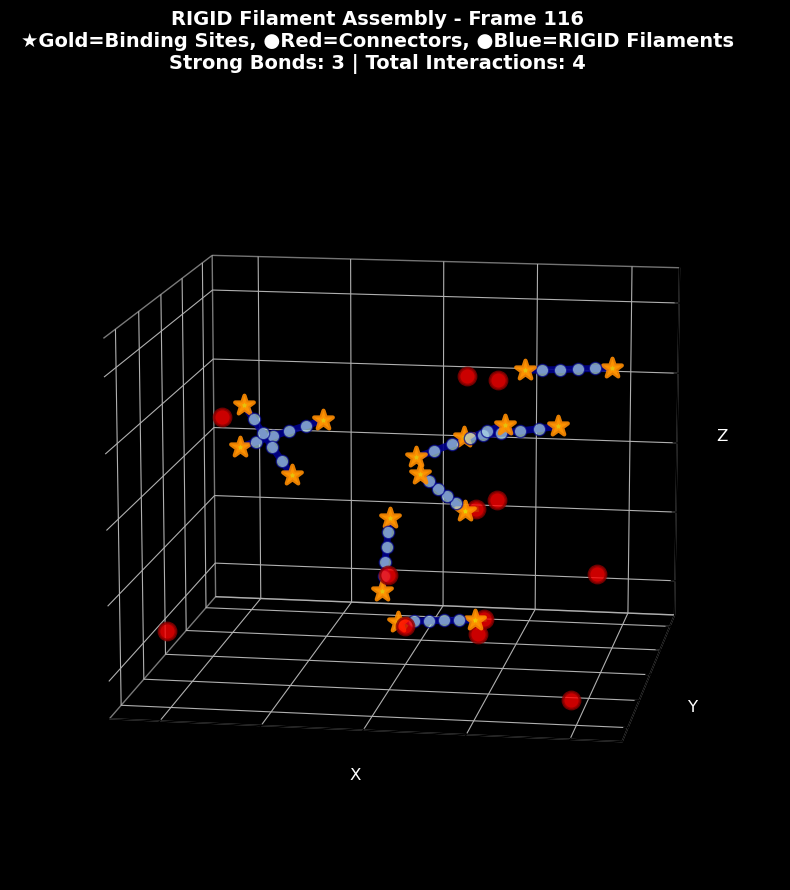 RIGID Filament Assembly - Frame 116
★Gold=Binding Sites, ●Red=Connectors, ●Blue=RIGID Filaments
Strong Bonds: 3 | Total Interactions: 4
Z
Y
X